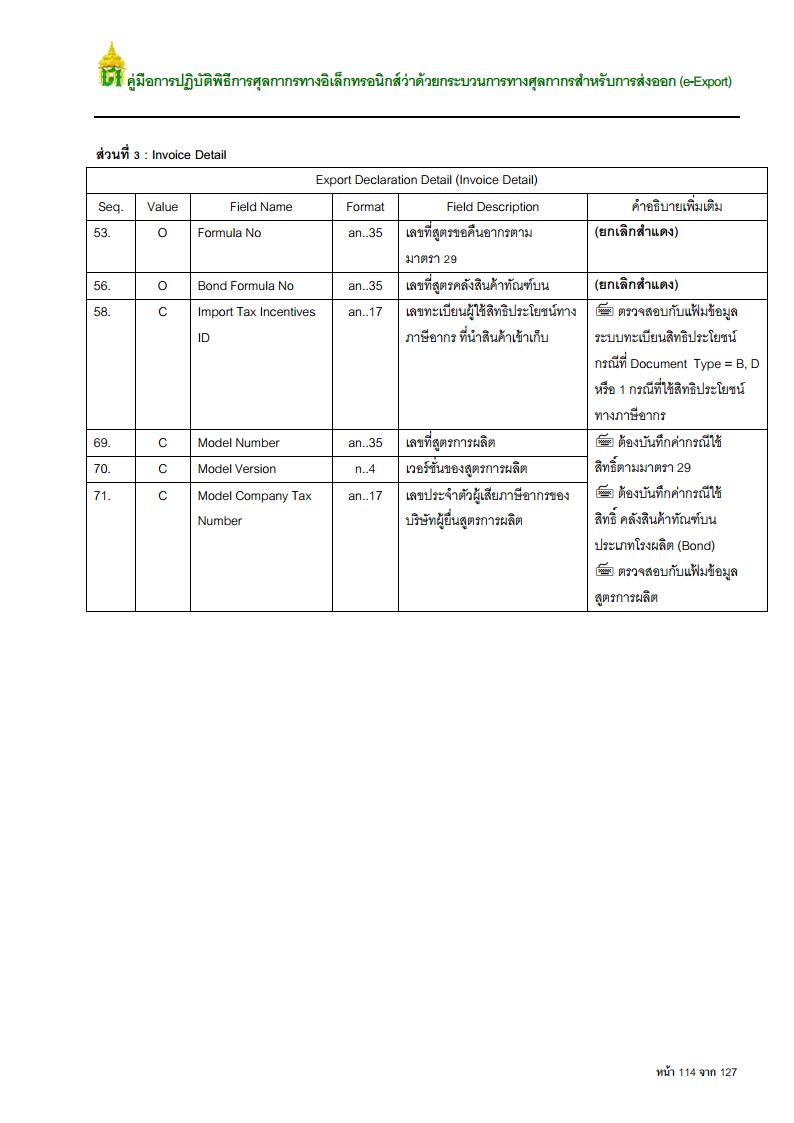 คู่มือการปฏิบัติพิธีการศุลกากรทางอิเล็กทรอนิกส์ว่าด้วยกระบวนการทางศุลกากรสำหรับการส่งออก (e-Export)
ส่วนที่ 3 : Invoice Detail
Export Declaration Detail (Invoice Detail)
Seq. Value Field Name Format Field Description คำอธิบายเพิ่มเติม
53. O Formula No an..35 เลขที่สูตรขอคืนอากรตาม (ยกเลิกสำแดง)
มาตรา 29
56. O Bond Formula No an..35 เลขที่สูตรคลังสินค้าทัณฑ์บน (ยกเลิกสำแดง)
58. C Import Tax Incentives an..17 เลขทะเบียนผู้ใช้สิทธิประโยชน์ทาง ตรวจสอบกับแฟ้มข้อมูล
ID ภาษีอากร ที่นำสินค้าเข้าเก็บ ระบบทะเบียนสิทธิประโยชน์
กรณีที่ Document Type = B, D
หรือ 1 กรณีที่ใช้สิทธิประโยชน์
ทางภาษีอากร
69. C Model Number an..35 เลขที่สูตรการผลิต ต้องบันทึกค่ากรณีใช้
70. C Model Version n..4 เวอร์ชั่นของสูตรการผลิต สิทธิ์ตามมาตรา 29
71. C Model Company Tax an..17 เลขประจำตัวผู้เสียภาษีอากรของ ต้องบันทึกค่ากรณีใช้
Number บริษัทผู้ยื่นสูตรการผลิต สิทธิ์ คลังสินค้าทัณฑ์บน
ประเภทโรงผลิต (Bond)
ตรวจสอบกับแฟ้มข้อมูล
สูตรการผลิต
หน้า 114 จาก 127